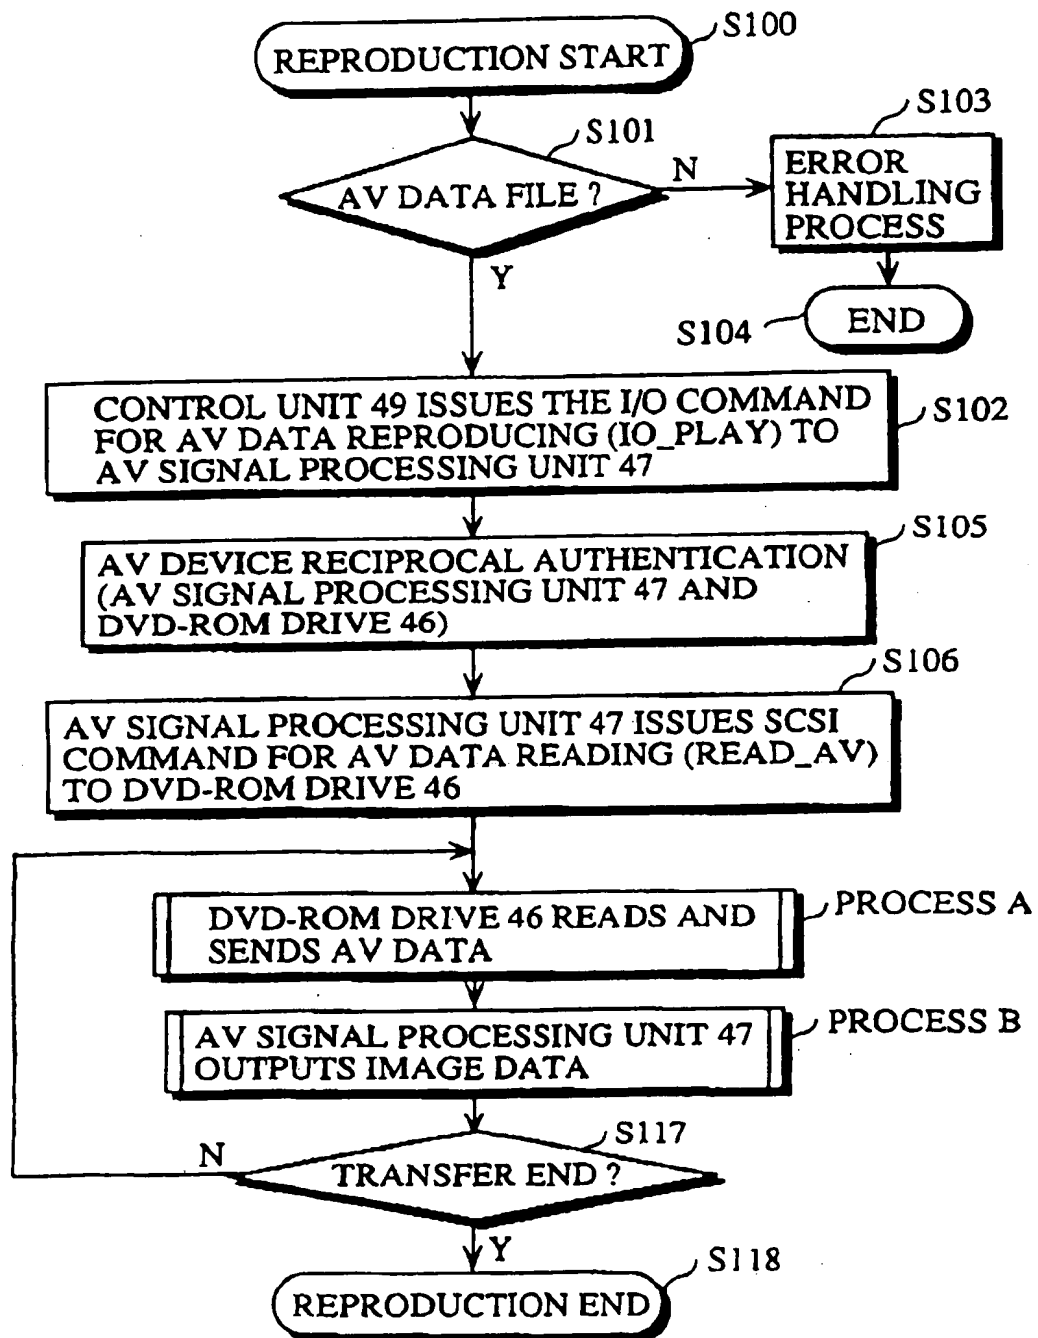 REPRODUCTION START
S100
S101
AV DATA FILE ?
N
S103
ERROR
HANDLING
PROCESS
Y
S104
END
CONTROL UNIT 49 ISSUES THE I/O COMMAND
FOR AV DATA REPRODUCING (IO_PLAY) TO
AV SIGNAL PROCESSING UNIT 47
S102
S105
AV DEVICE RECIPROCAL AUTHENTICATION
(AV SIGNAL PROCESSING UNIT 47 AND
DVD-ROM DRIVE 46)
S106
AV SIGNAL PROCESSING UNIT 47 ISSUES SCSI
COMMAND FOR AV DATA READING (READ_AV)
TO DVD-ROM DRIVE 46
DVD-ROM DRIVE 46 READS AND
SENDS AV DATA
PROCESS A
AV SIGNAL PROCESSING UNIT 47
OUTPUTS IMAGE DATA
PROCESS B
S117
N
TRANSFER END ?
Y
S118
REPRODUCTION END